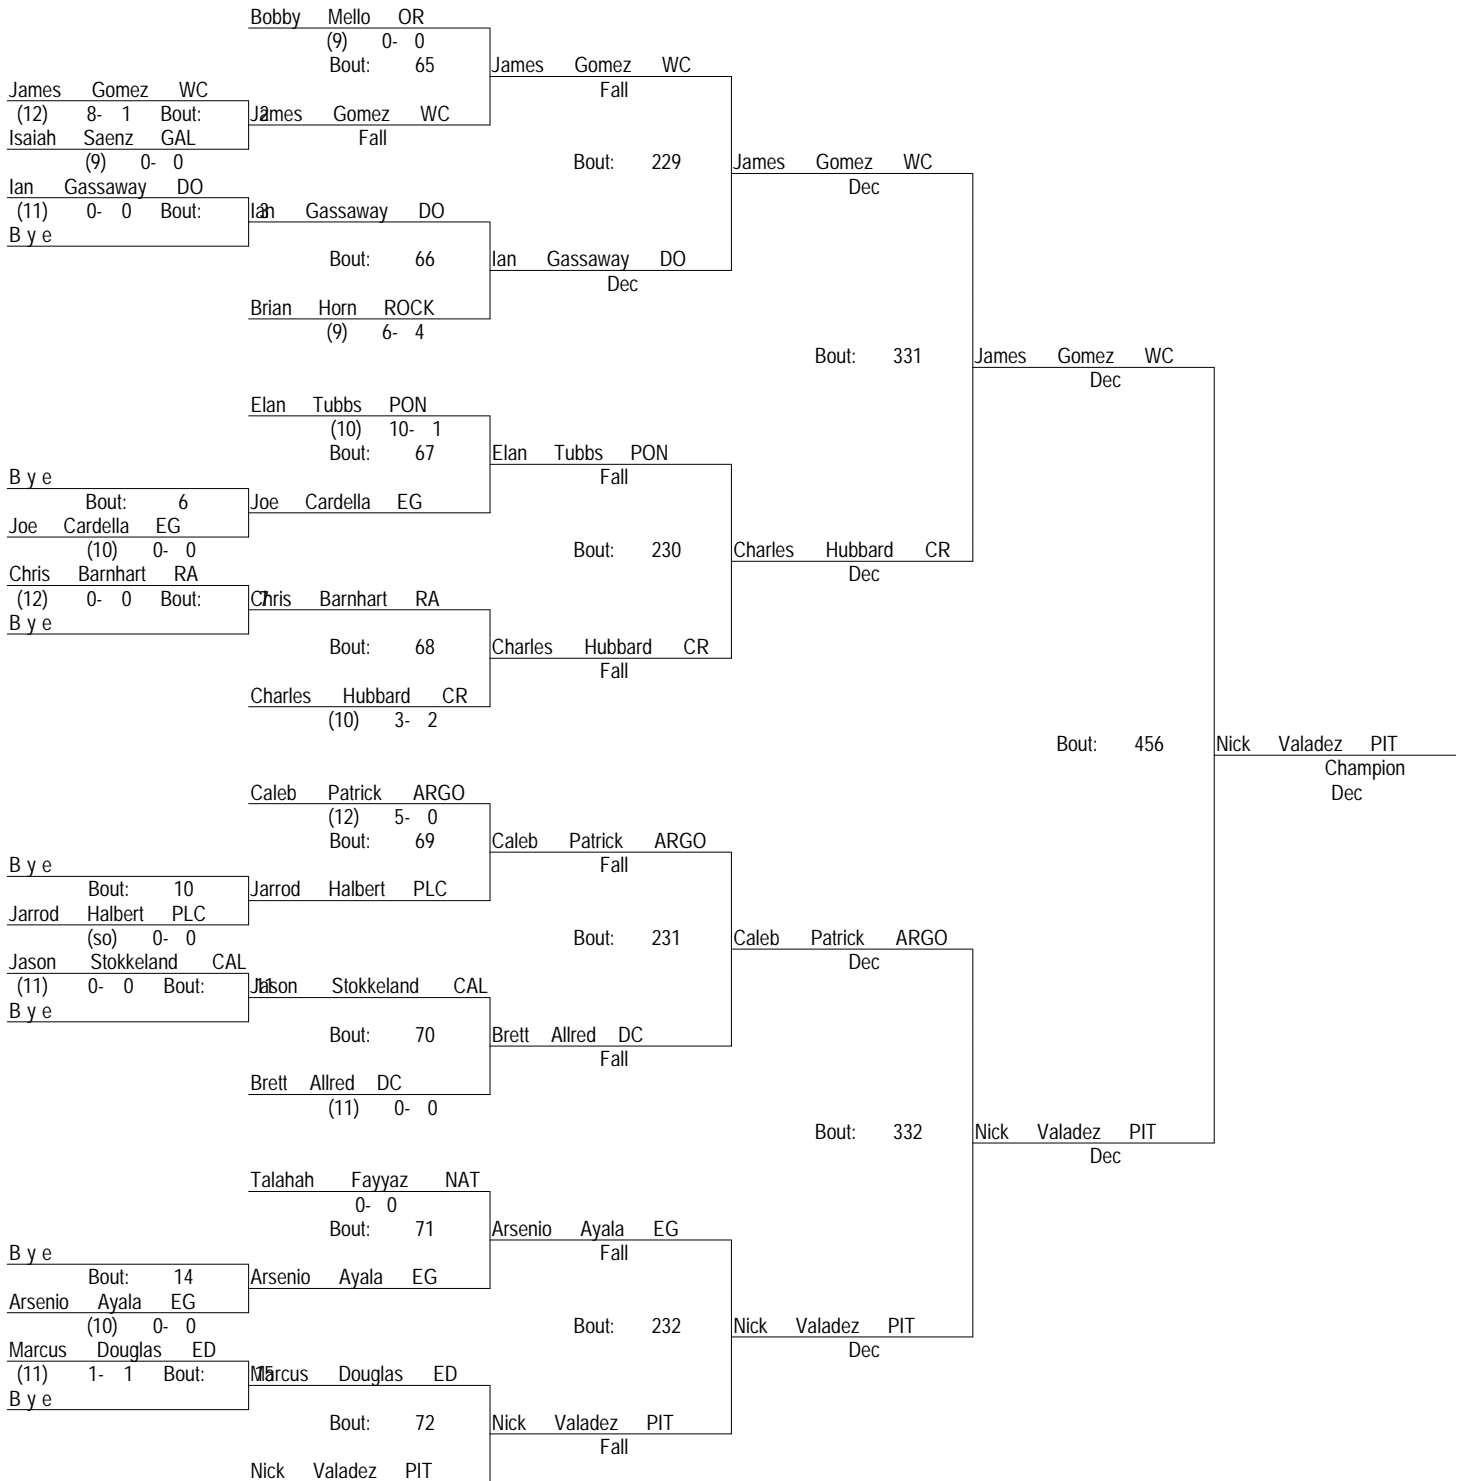 Bobby Mello OR
(9) 0- 0
Bout: 65
James Gomez WC
Fall
James Gomez WC
(12) 8- 1 Bout: 2
James Gomez WC
Fall
Isaiah Saenz GAL
(9) 0- 0
Bout: 229
James Gomez WC
Dec
Ian Gassaway DO
(11) 0- 0 Bout: 3
Ian Gassaway DO
B y e
Bout: 66
Ian Gassaway DO
Dec
Brian Horn ROCK
(9) 6- 4
Bout: 331
James Gomez WC
Dec
Elan Tubbs PON
(10) 10- 1
Bout: 67
Elan Tubbs PON
Fall
B y e
Bout: 6
Joe Cardella EG
Joe Cardella EG
(10) 0- 0
Bout: 230
Charles Hubbard CR
Dec
Chris Barnhart RA
(12) 0- 0 Bout: 7
Chris Barnhart RA
B y e
Bout: 68
Charles Hubbard CR
Fall
Charles Hubbard CR
(10) 3- 2
Bout: 456
Nick Valadez PIT
Champion
Dec
Caleb Patrick ARGO
(12) 5- 0
Bout: 69
Caleb Patrick ARGO
Fall
B y e
Bout: 10
Jarrod Halbert PLC
Jarrod Halbert PLC
(so) 0- 0
Bout: 231
Caleb Patrick ARGO
Dec
Jason Stokkeland CAL
(11) 0- 0 Bout: 11
Jason Stokkeland CAL
B y e
Bout: 70
Brett Allred DC
Fall
Brett Allred DC
(11) 0- 0
Bout: 332
Nick Valadez PIT
Dec
Talahah Fayyaz NAT
0- 0
Bout: 71
Arsenio Ayala EG
Fall
B y e
Bout: 14
Arsenio Ayala EG
Arsenio Ayala EG
(10) 0- 0
Bout: 232
Nick Valadez PIT
Dec
Marcus Douglas ED
(11) 1- 1 Bout: 15
Marcus Douglas ED
B y e
Bout: 72
Nick Valadez PIT
Fall
Nick Valadez PIT